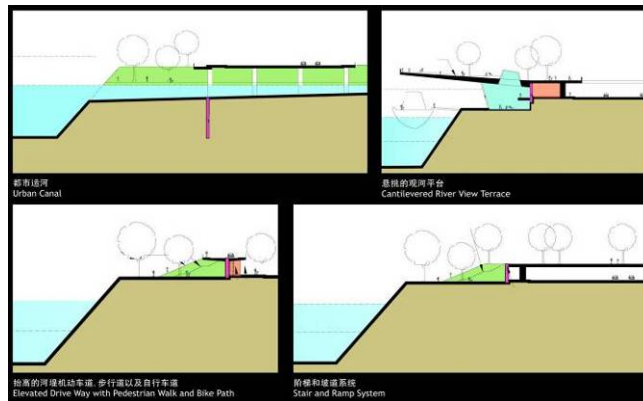 都市运河
Urban Canal
悬挑的观河平台
Cantilevered River View Terrace
抬高的河堤机动车道, 步行道以及自行车道
Elevated Drive Way with Pedestrian Walk and Bike Path
阶梯和坡道系统
Stair and Ramp System